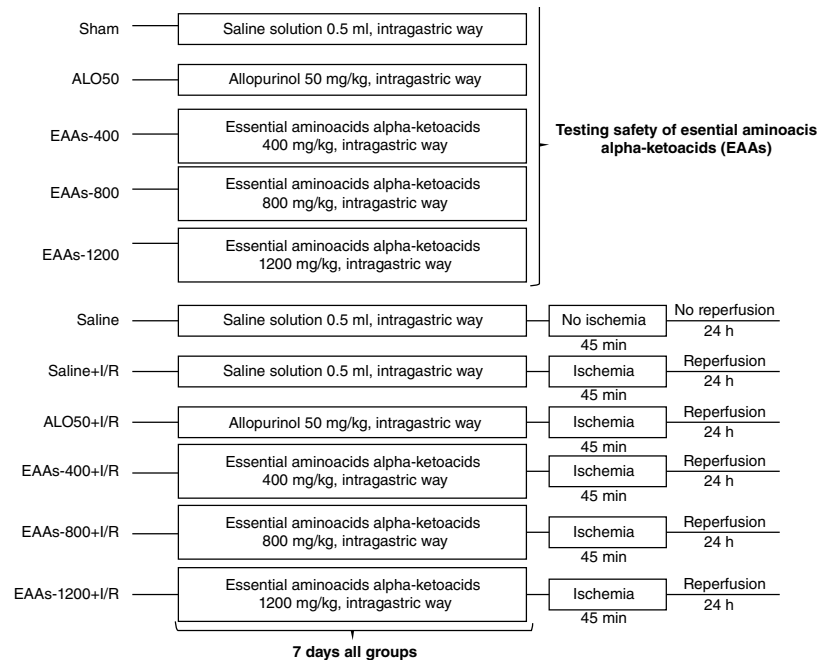 Sham
Saline solution 0.5 ml, intragastric way
ALO50
Allopurinol 50 mg/kg, intragastric way
EAAs-400
Essential aminoacids alpha-ketoacids
400 mg/kg, intragastric way
Testing safety of esential aminoacis
alpha-ketoacids (EAAs)
EAAs-800
Essential aminoacids alpha-ketoacids
800 mg/kg, intragastric way
EAAs-1200
Essential aminoacids alpha-ketoacids
1200 mg/kg, intragastric way
Saline
Saline solution 0.5 ml, intragastric way
No ischemia
45 min
No reperfusion
24 h
Saline+I/R
Saline solution 0.5 ml, intragastric way
Ischemia
45 min
Reperfusion
24 h
ALO50+I/R
Allopurinol 50 mg/kg, intragastric way
Ischemia
45 min
Reperfusion
24 h
EAAs-400+I/R
Essential aminoacids alpha-ketoacids
400 mg/kg, intragastric way
Ischemia
45 min
Reperfusion
24 h
EAAs-800+I/R
Essential aminoacids alpha-ketoacids
800 mg/kg, intragastric way
Ischemia
45 min
Reperfusion
24 h
EAAs-1200+I/R
Essential aminoacids alpha-ketoacids
1200 mg/kg, intragastric way
Ischemia
45 min
Reperfusion
24 h
7 days all groups